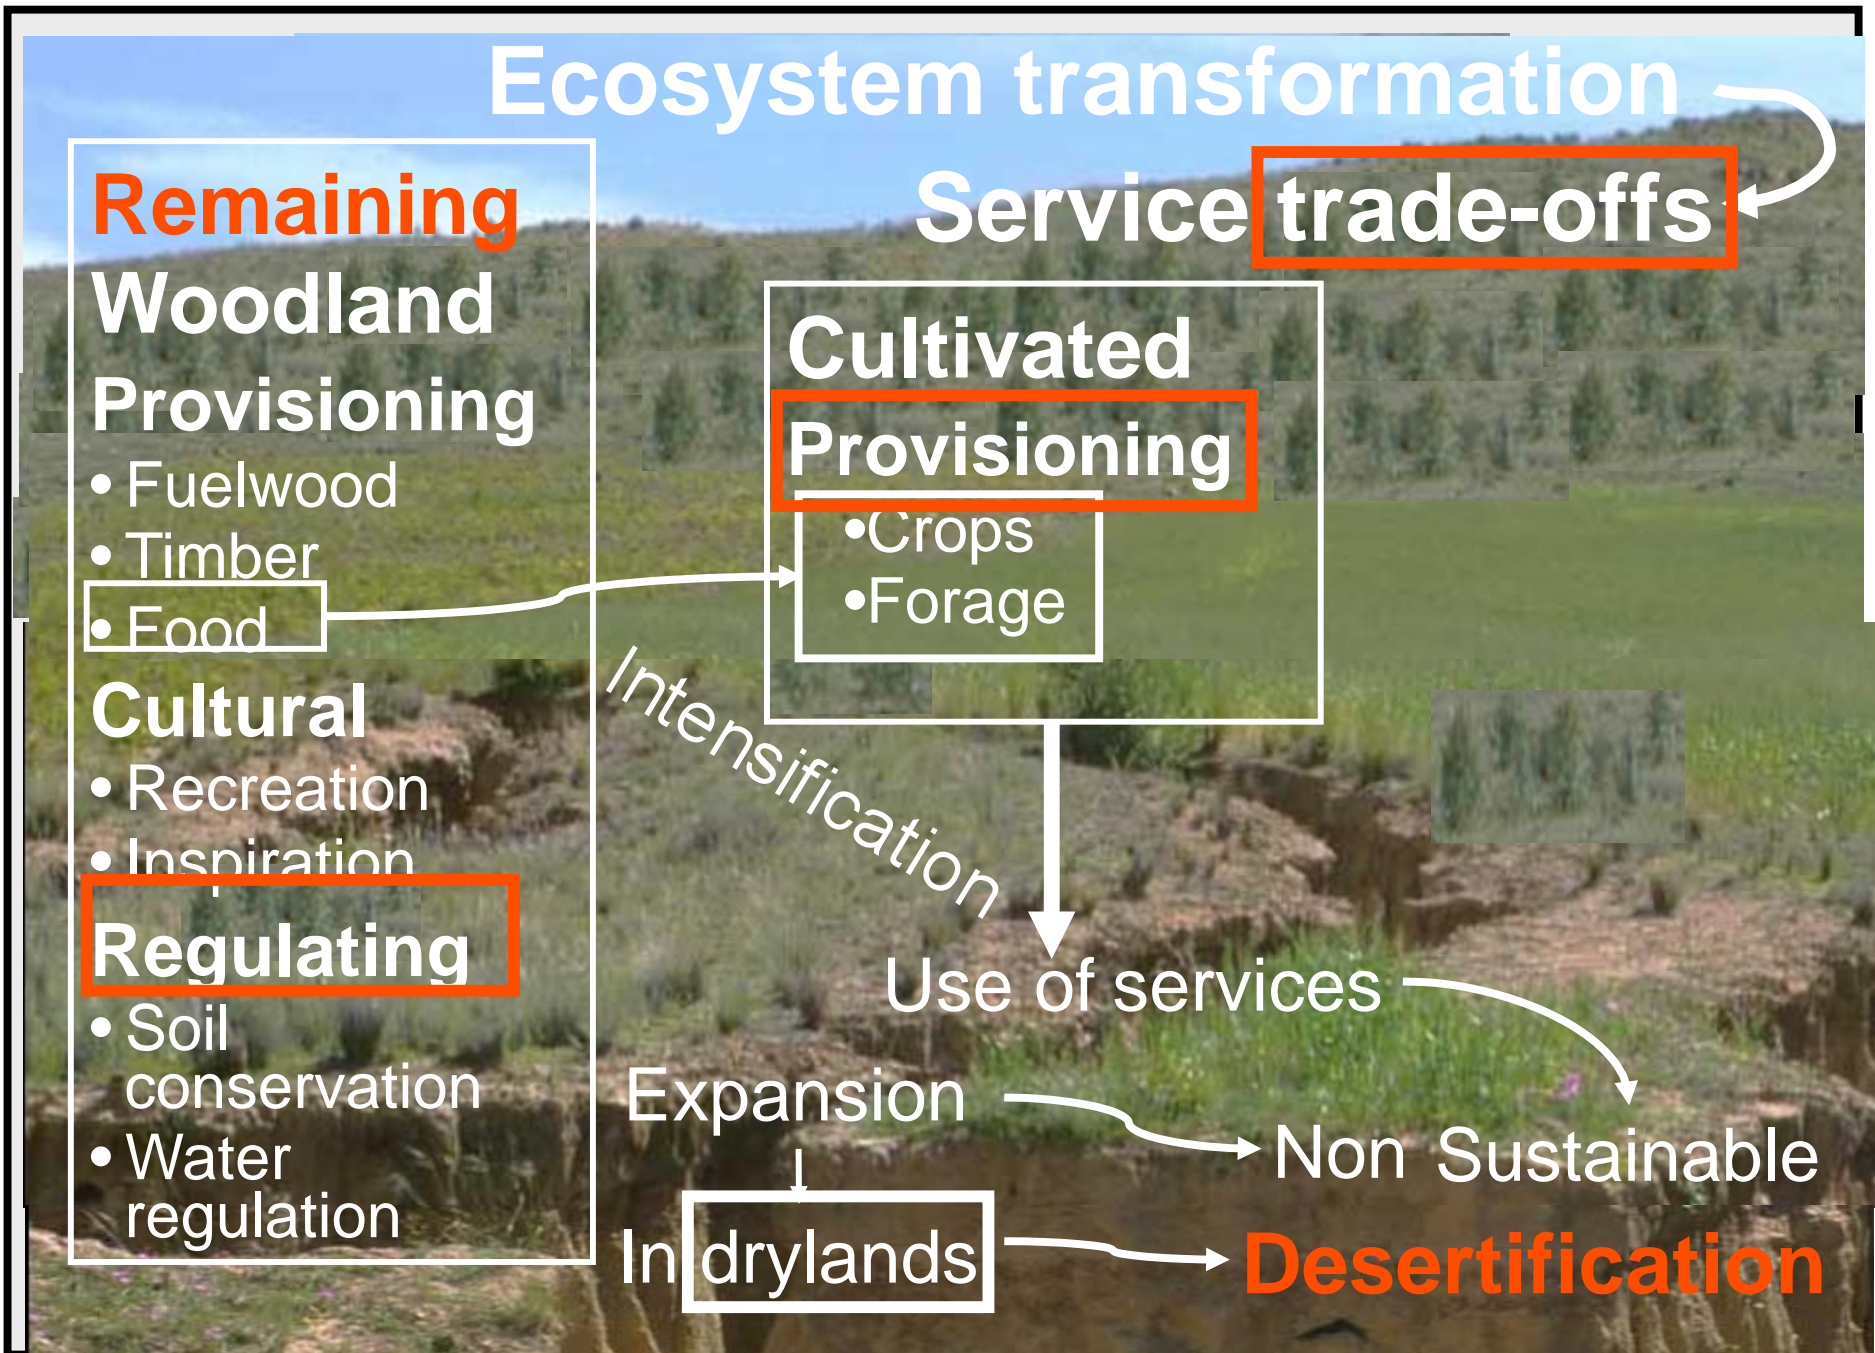 Ecosystem transformation
Service trade-offs
Remaining
Woodland
Provisioning
• Fuelwood
• Timber
• Food
Cultural
• Recreation
• Inspiration
Regulating
• Soil
conservation
• Water
regulation
Cultivated
Provisioning
•Crops
•Forage
Intensification
Use of services
Expansion
Non Sustainable
In drylands
Desertification